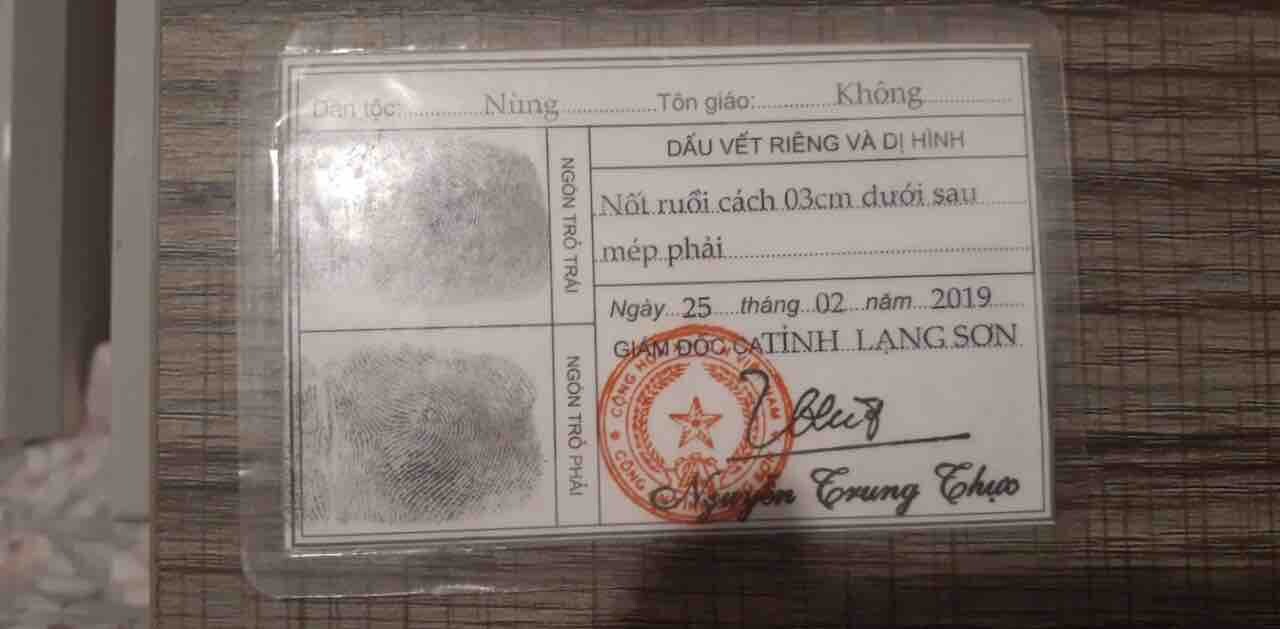 Dân tộc: Nùng Tôn giáo: Không
NGÓN TRỎ TRÁI
DẤU VẾT RIÊNG VÀ DỊ HÌNH
Nốt ruồi cách 03cm dưới sau
mép phải
Ngày 25 tháng 02 năm 2019
GIÁM ĐỐC CA TỈNH LẠNG SƠN
NGÓN TRỎ PHẢI
CÔNG
Nguyễn Trung Thực